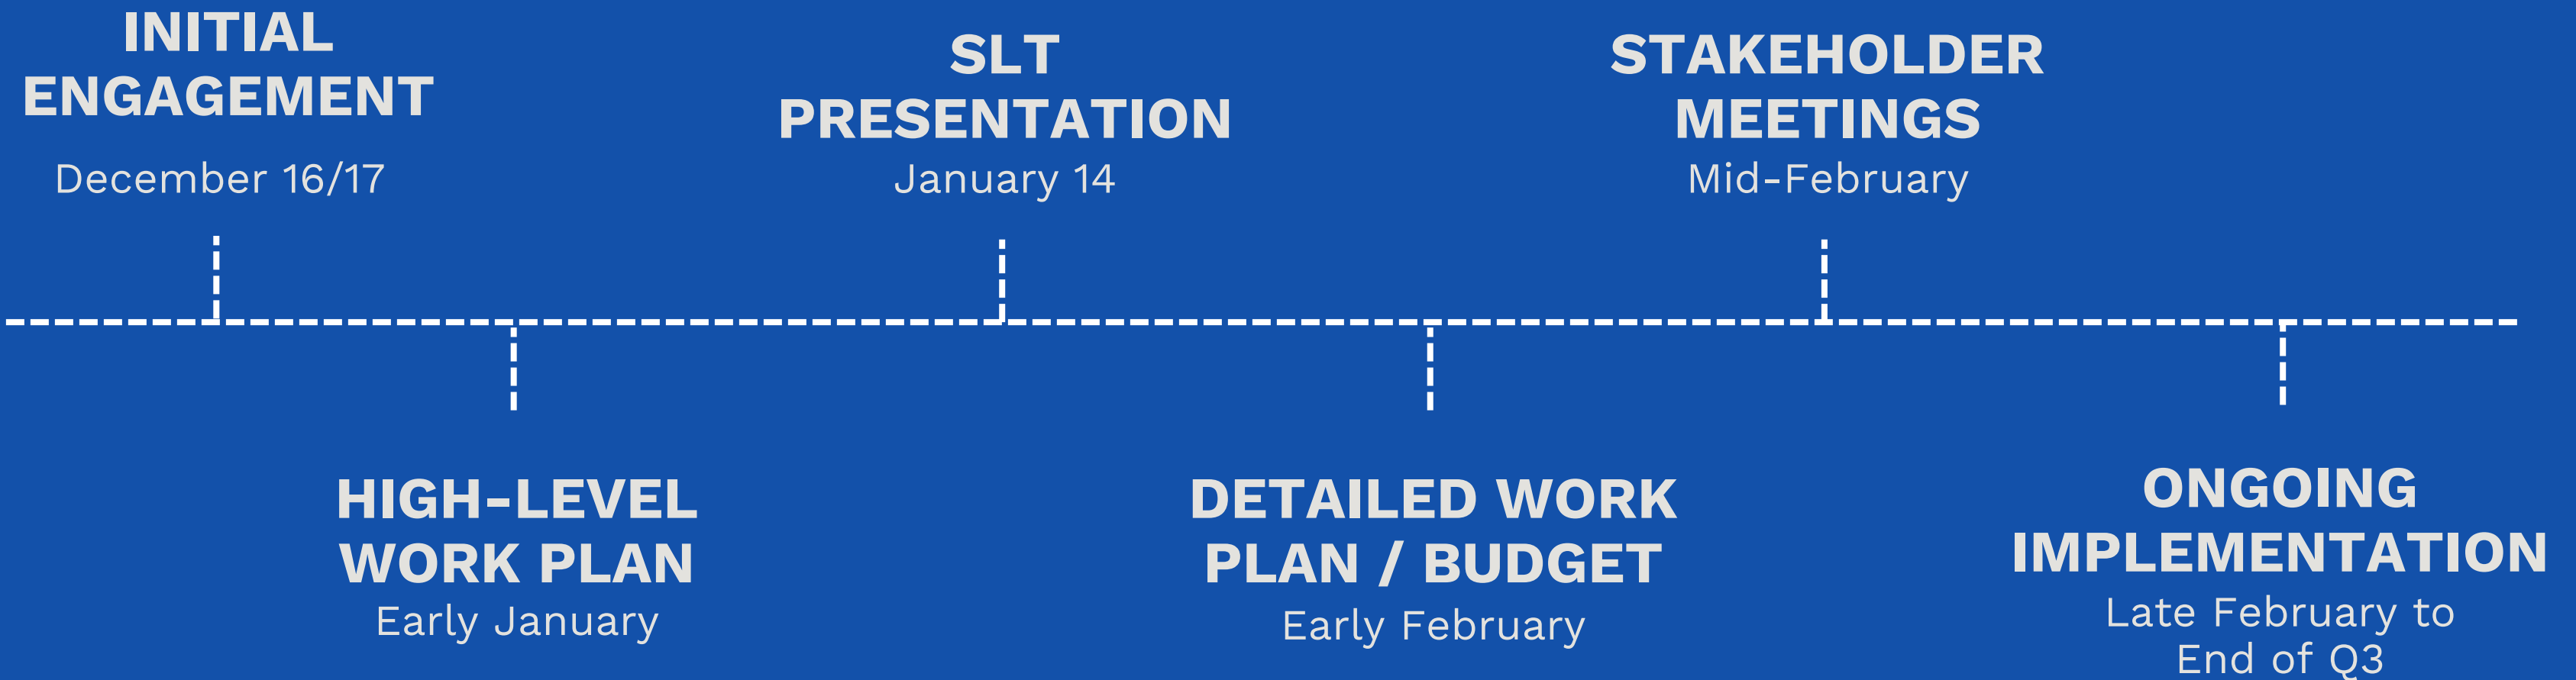 INITIAL
ENGAGEMENT
December 16/17
HIGH-LEVEL
WORK PLAN
Early January
SLT
PRESENTATION
January 14
DETAILED WORK
PLAN / BUDGET
Early February
STAKEHOLDER
MEETINGS
Mid-February
ONGOING
IMPLEMENTATION
Late February to
End of Q3